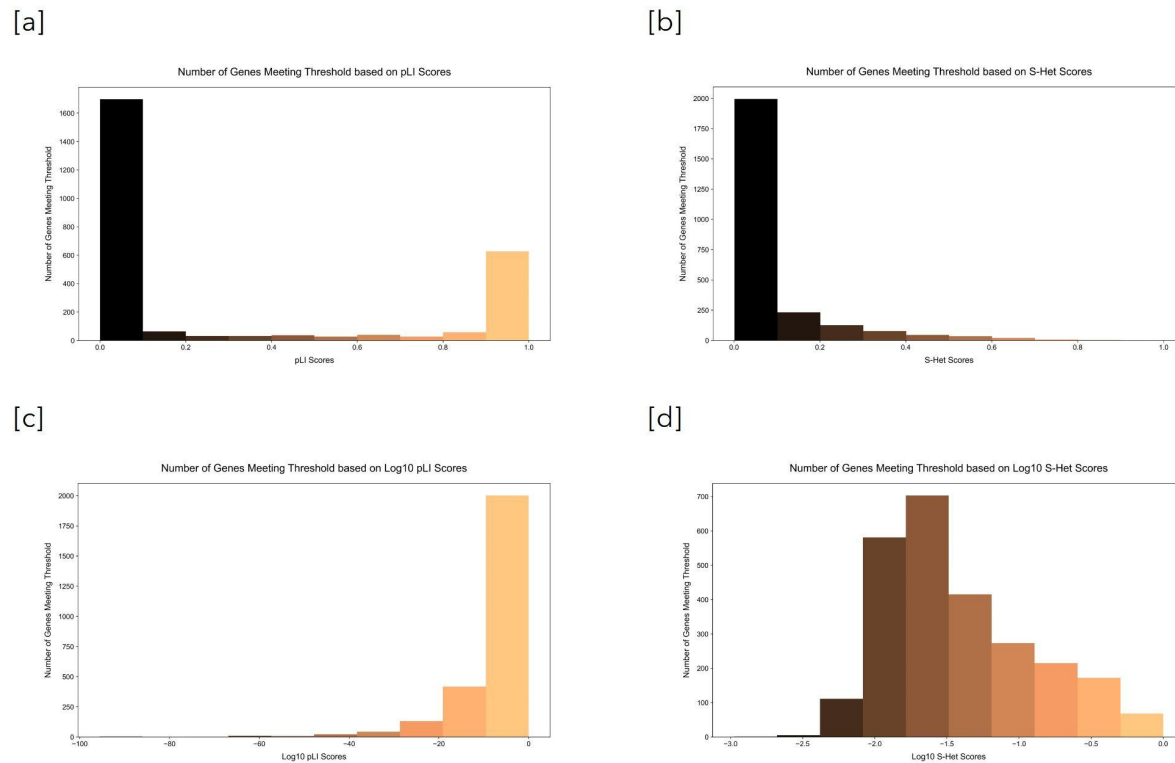 [a]
Number of Genes Meeting Threshold based on pLI Scores
Number of Genes Meeting Threshold
1600
1400
1200
1000
800
600
400
200
0
0.0 0.2 0.4 0.6 0.8 1.0
pLI Scores
[b]
Number of Genes Meeting Threshold based on S-Het Scores
Number of Genes Meeting Threshold
2000
1750
1500
1250
1000
750
500
250
0
0.0 0.2 0.4 0.6 0.8 1.0
S-Het Scores
[c]
Number of Genes Meeting Threshold based on Log10 pLI Scores
Number of Genes Meeting Threshold
2000
1750
1500
1250
1000
750
500
250
0
−100 −80 −60 −40 −20 0
Log10 pLI Scores
[d]
Number of Genes Meeting Threshold based on Log10 S-Het Scores
Number of Genes Meeting Threshold
700
600
500
400
300
200
100
0
−3.0 −2.5 −2.0 −1.5 −1.0 −0.5 0.0
Log10 S-Het Scores